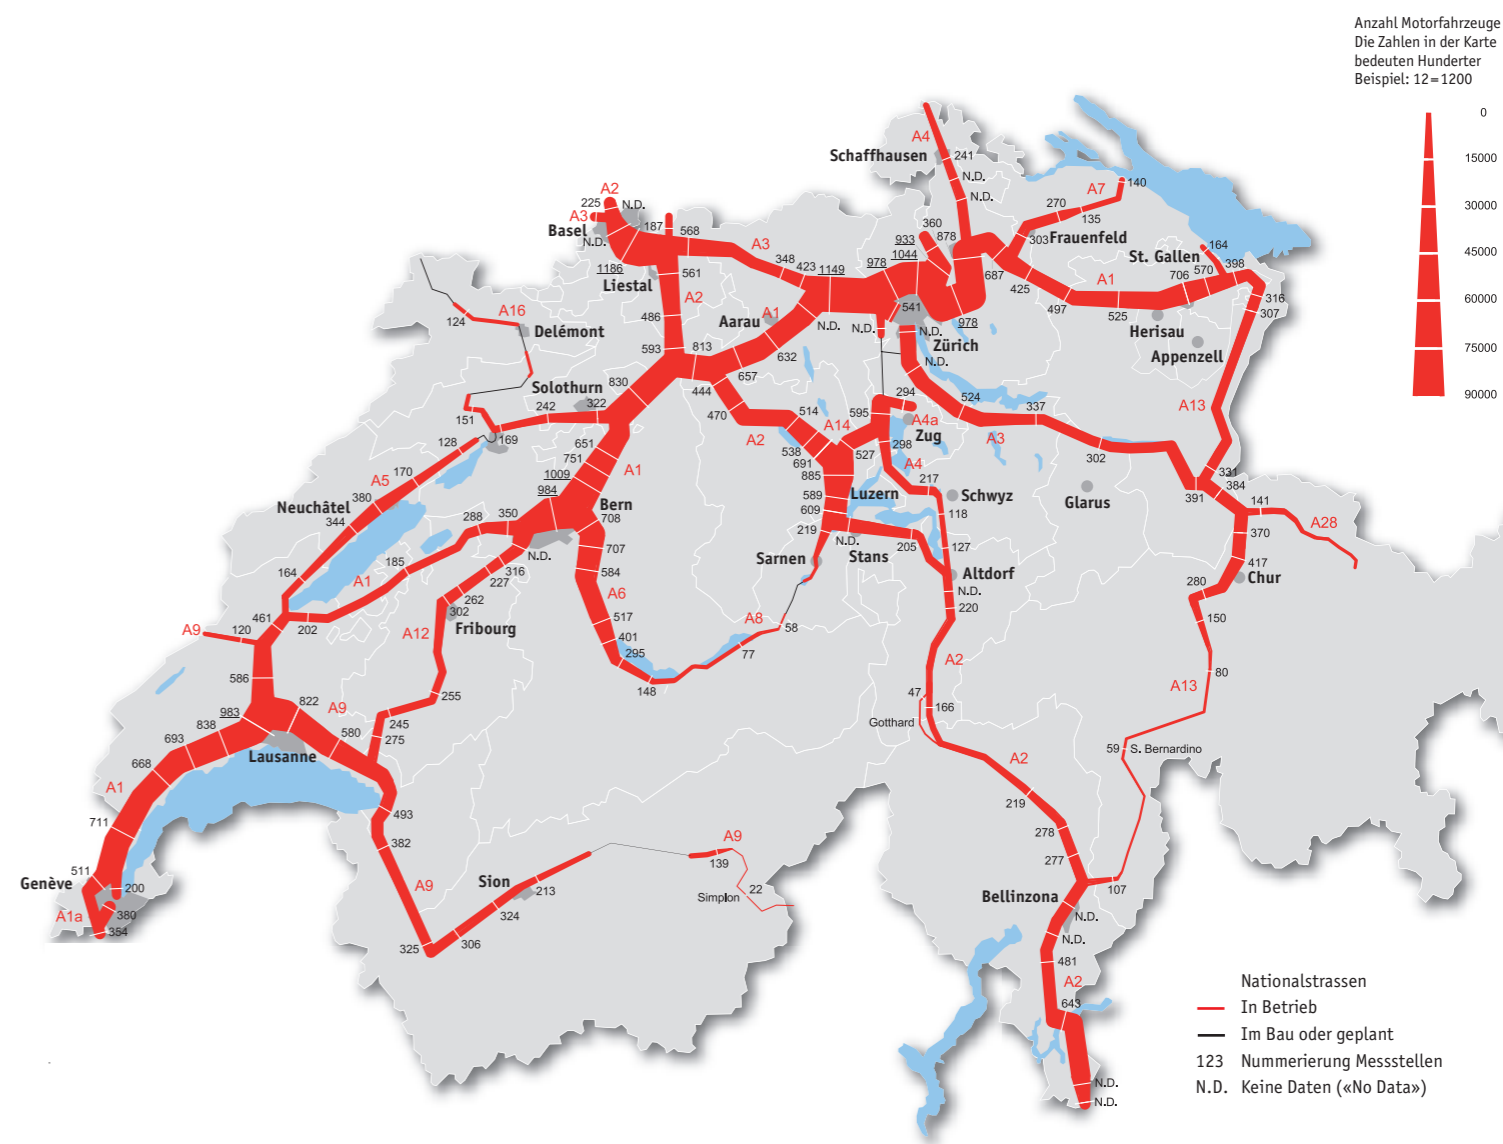 Anzahl Motorfahrzeuge
Die Zahlen in der Karte
bedeuten Hunderter
Beispiel: 12=1200
0
15000
30000
45000
60000
75000
90000
A4
Schaffhausen
241
N.D.
N.D.
A7
140
270
135
303
Frauenfeld
A2
225
N.D.
A3
Basel
N.D.
187
568
A3
348
423
1149
978
933
1044
360
878
687
425
497
A1
525
St. Gallen
164
706
570
398
316
307
Herisau
Appenzell
1186
Liestal
561
A2
486
593
Aarau
A1
N.D.
N.D.
541
N.D.
Zürich
978
N.D.
A16
124
Delémont
813
632
657
444
470
Solothurn
830
322
242
151
169
128
A5
170
380
Neuchâtel
344
164
651
751
A1
1009
984
Bern
708
707
584
A6
517
401
295
148
77
A8
58
A2
514
538
691
885
A14
527
595
294
A4a
Zug
298
A4
217
Schwyz
118
127
524
337
A3
302
Glarus
391
331
384
A13
141
A28
370
417
Chur
280
150
80
A13
59
S. Bernardino
589
Luzern
609
219
N.D.
Stans
205
Sarnen
Altdorf
N.D.
220
A2
47
166
Gotthard
A2
219
278
277
107
Bellinzona
N.D.
N.D.
481
A2
643
N.D.
N.D.
288
350
N.D.
185
A1
316
227
262
302
Fribourg
A12
255
245
275
461
202
A9
120
586
983
822
A9
838
580
693
Lausanne
668
A1
711
511
Genève
200
A1a
380
354
493
382
A9
325
306
324
Sion
213
A9
139
22
Simplon
Nationalstrassen
In Betrieb
Im Bau oder geplant
123 Nummerierung Messstellen
N.D. Keine Daten («No Data»)